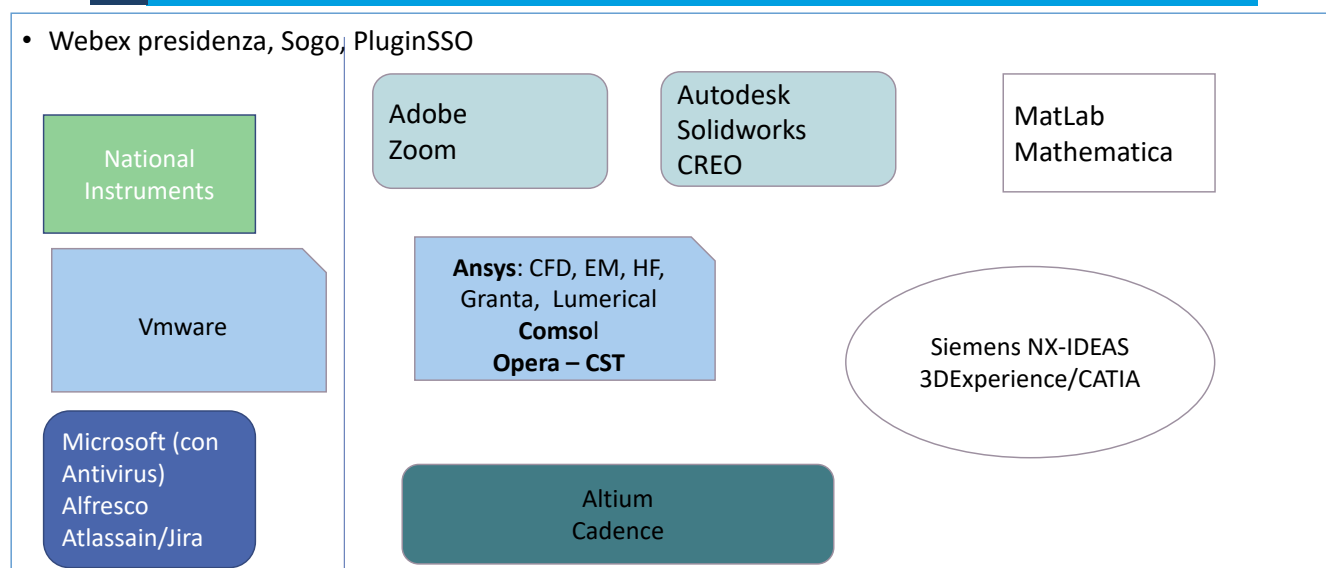 • Webex presidenza, Sogo, PluginSSO
National
Instruments
Vmware
Microsoft (con
Antivirus)
Alfresco
Atlassain/Jira
Adobe
Zoom
Autodesk
Solidworks
CREO
MatLab
Mathematica
Ansys: CFD, EM, HF,
Granta, Lumerical
Comsol
Opera – CST
Siemens NX-IDEAS
3DExperience/CATIA
Altium
Cadence